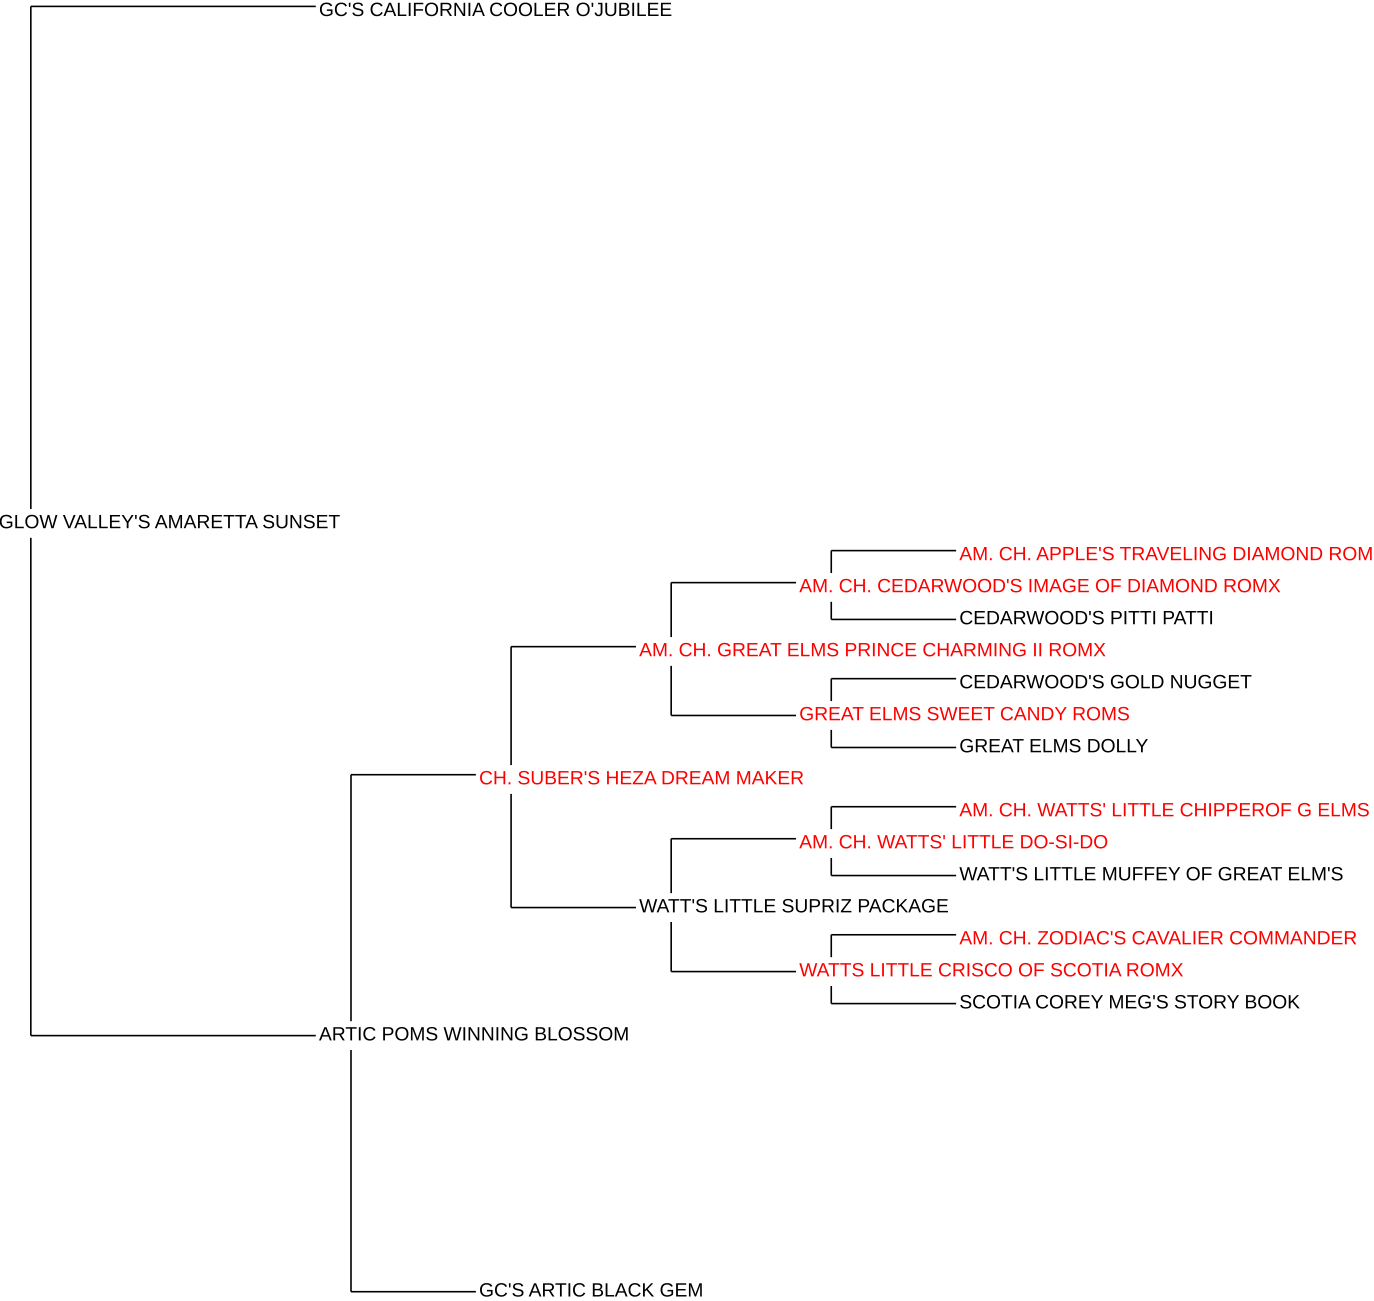 GC'S CALIFORNIA COOLER O'JUBILEE
GLOW VALLEY'S AMARETTA SUNSET
AM. CH. APPLE'S TRAVELING DIAMOND ROM
AM. CH. CEDARWOOD'S IMAGE OF DIAMOND ROMX
CEDARWOOD'S PITTI PATTI
AM. CH. GREAT ELMS PRINCE CHARMING II ROMX
CEDARWOOD'S GOLD NUGGET
GREAT ELMS SWEET CANDY ROMS
GREAT ELMS DOLLY
CH. SUBER'S HEZA DREAM MAKER
AM. CH. WATTS' LITTLE CHIPPEROF G ELMS
AM. CH. WATTS' LITTLE DO-SI-DO
WATT'S LITTLE MUFFEY OF GREAT ELM'S
WATT'S LITTLE SUPRIZ PACKAGE
AM. CH. ZODIAC'S CAVALIER COMMANDER
WATTS LITTLE CRISCO OF SCOTIA ROMX
SCOTIA COREY MEG'S STORY BOOK
ARTIC POMS WINNING BLOSSOM
GC'S ARTIC BLACK GEM